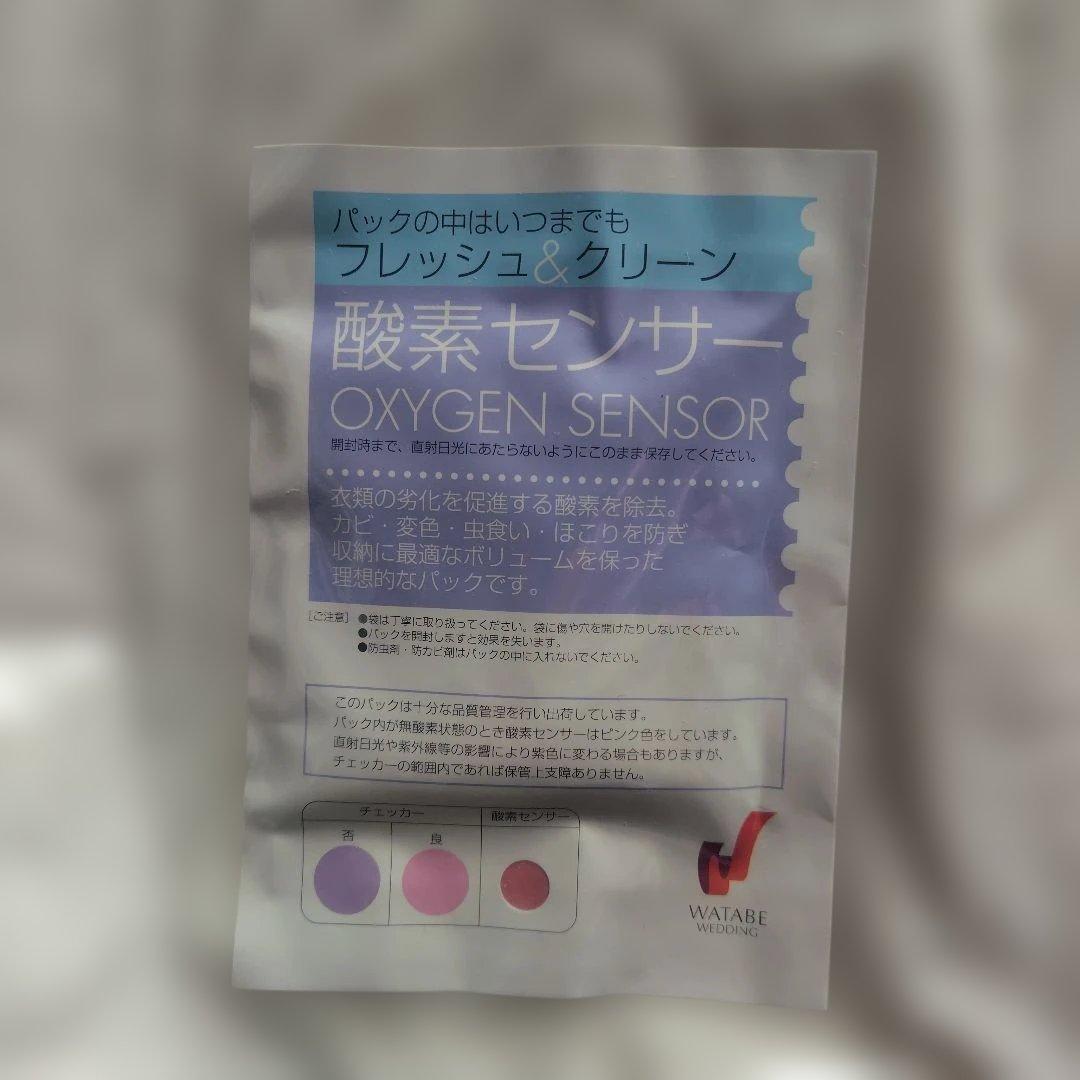 パックの中はいつまでも
フレッシュ&クリーン
酸素センサー
OXYGEN SENSOR
開封時まで、直射日光にあたらないようにこのまま保存してください。
衣類の劣化を促進する酸素を除去。
カビ・変色・虫食い・ほこりを防ぎ
収納に最適なボリュームを保った
理想的なパックです。
[ご注意] ●袋は丁寧に取り扱ってください。袋に傷や穴を開けたりしないでください。
●パックを開封しますと効果を失います。
●防虫剤・防カビ剤はパックの中に入れないでください。
このパックは十分な品質管理を行い出荷しています。
パック内が無酸素状態のとき酸素センサーはピンク色をしています。
直射日光や紫外線等の影響により紫色に変わる場合もありますが、
チェッカーの範囲内であれば保管上支障ありません。
チェッカー 酸素センサー
否 良
WATABE
WEDDING